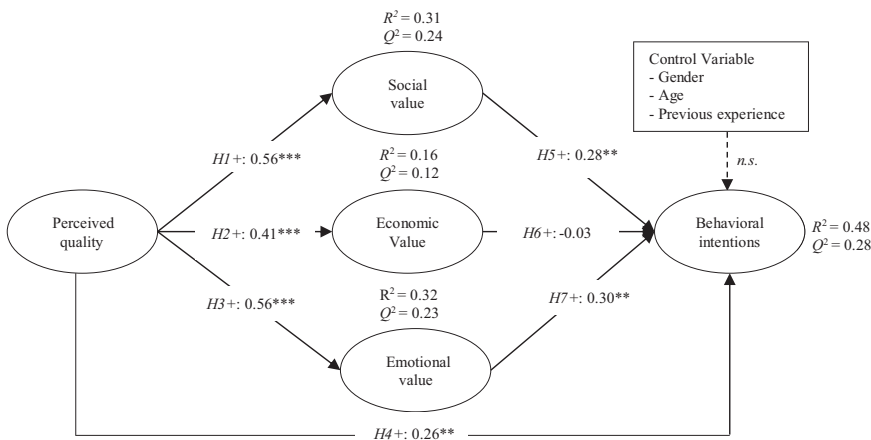 R² = 0.31
Q² = 0.24
Control Variable
- Gender
- Age
- Previous experience
Social
value
H1+: 0.56***
R² = 0.16
Q² = 0.12
H5+: 0.28**
n.s.
Perceived
quality
H2+: 0.41***
Economic
Value
H6+: -0.03
Behavioral
intentions
R² = 0.48
Q² = 0.28
H3+: 0.56***
R² = 0.32
Q² = 0.23
H7+: 0.30**
Emotional
value
H4+: 0.26**